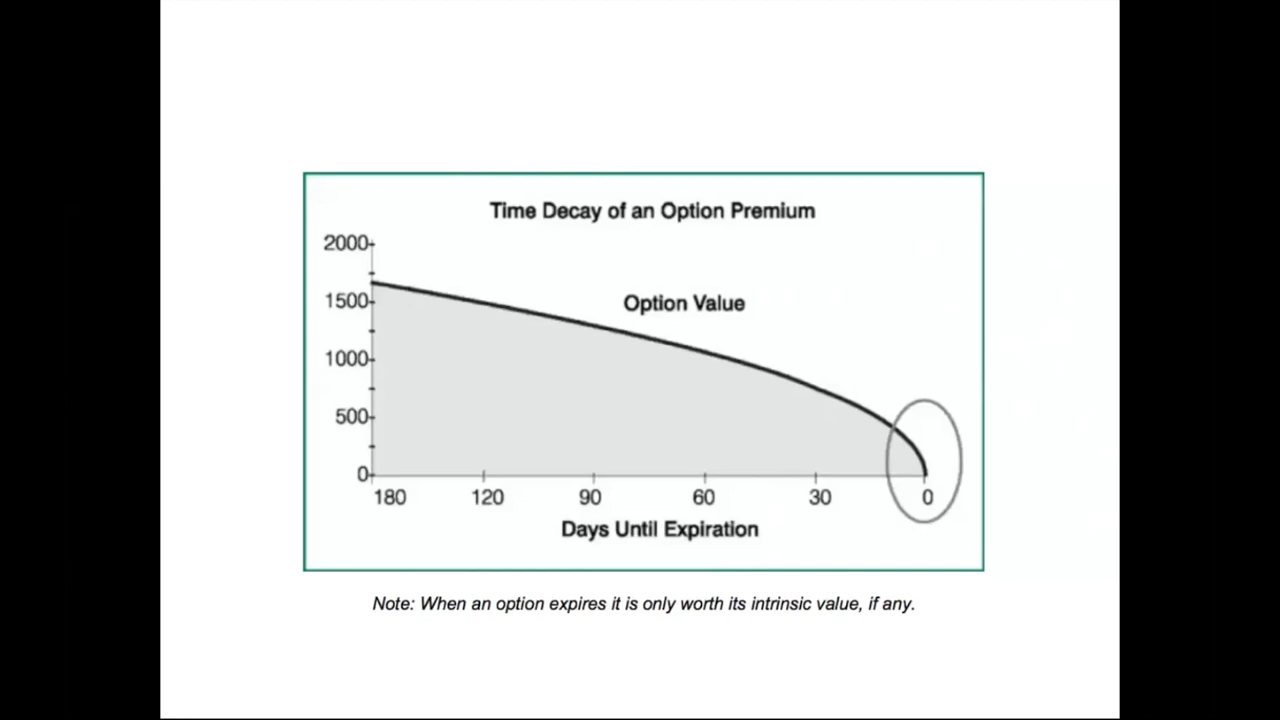 Time Decay of an Option Premium
2000
Option Value
1500
1000
500
0
180 120 90 60 30 0
Days Until Expiration
Note: When an option expires it is only worth its intrinsic value, if any.